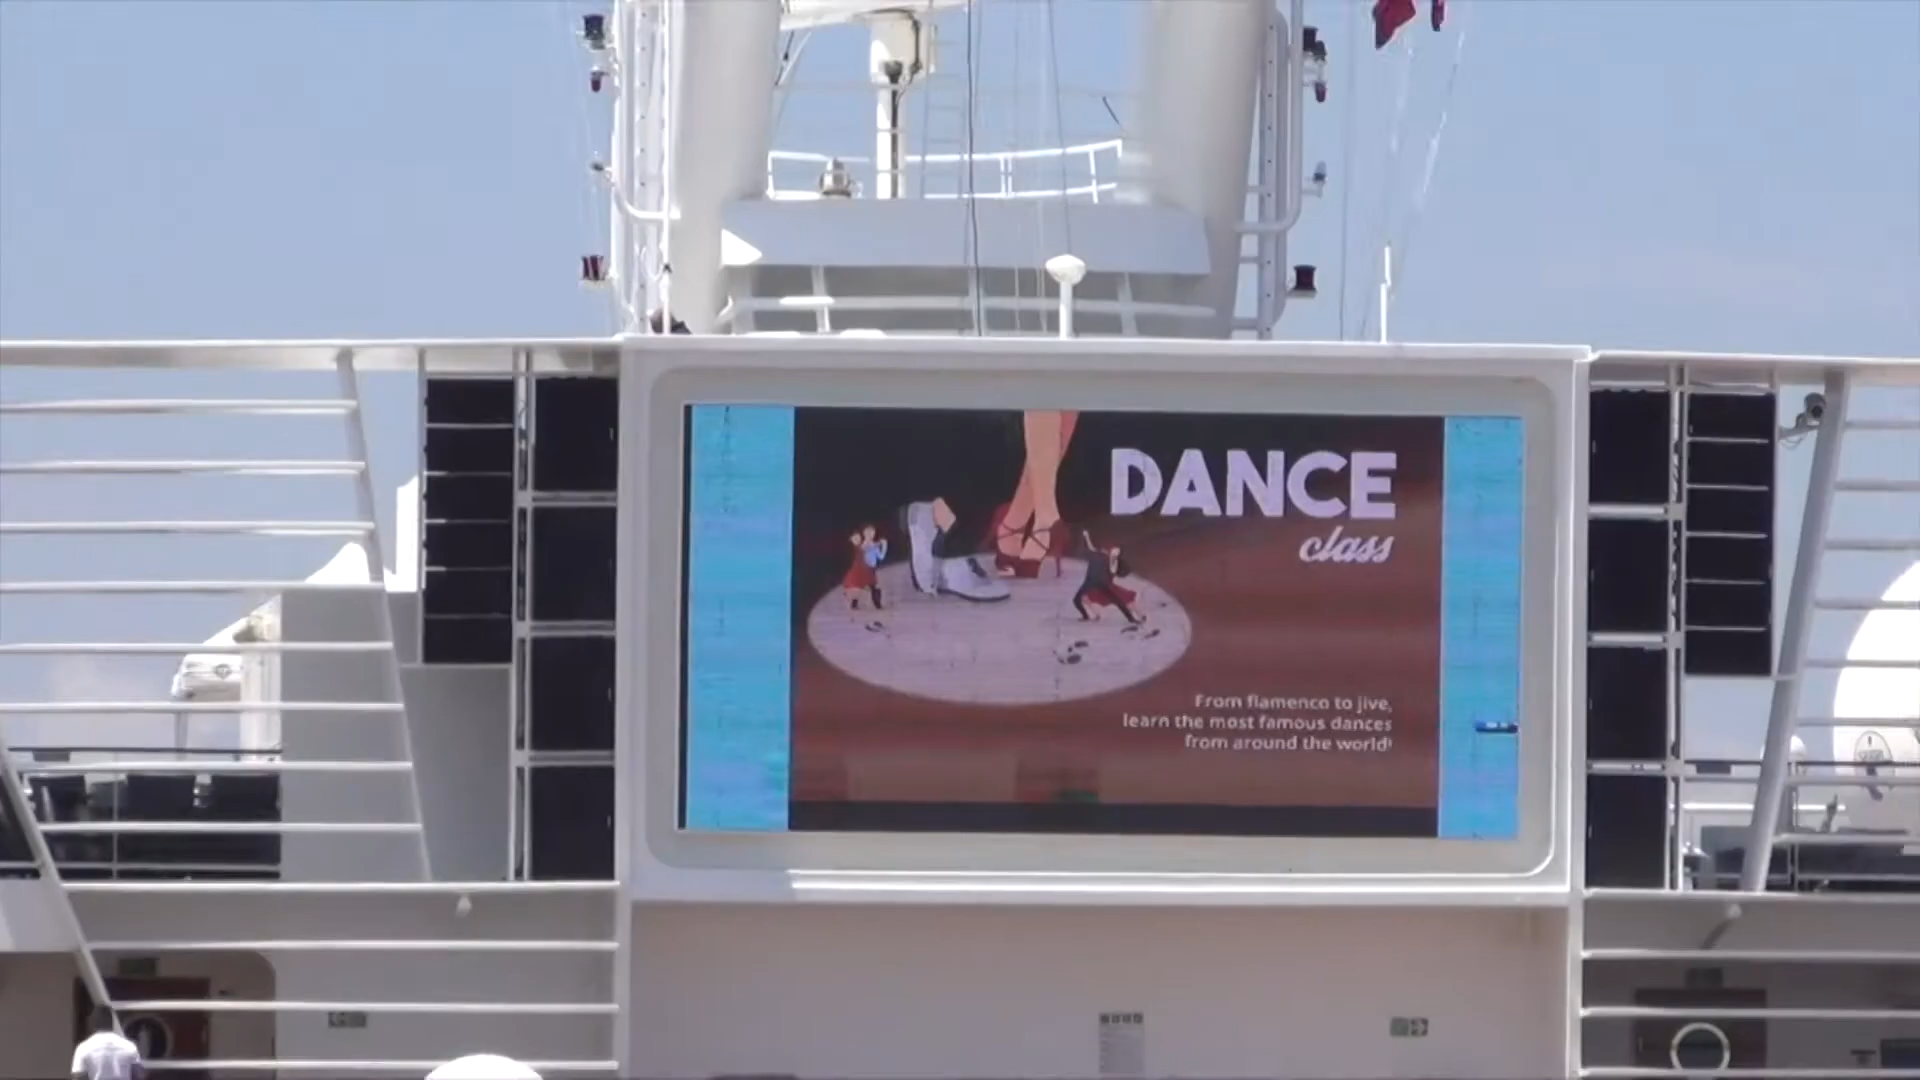 DANCE
class
From flamenco to jive,
learn the most famous dances
from around the world!